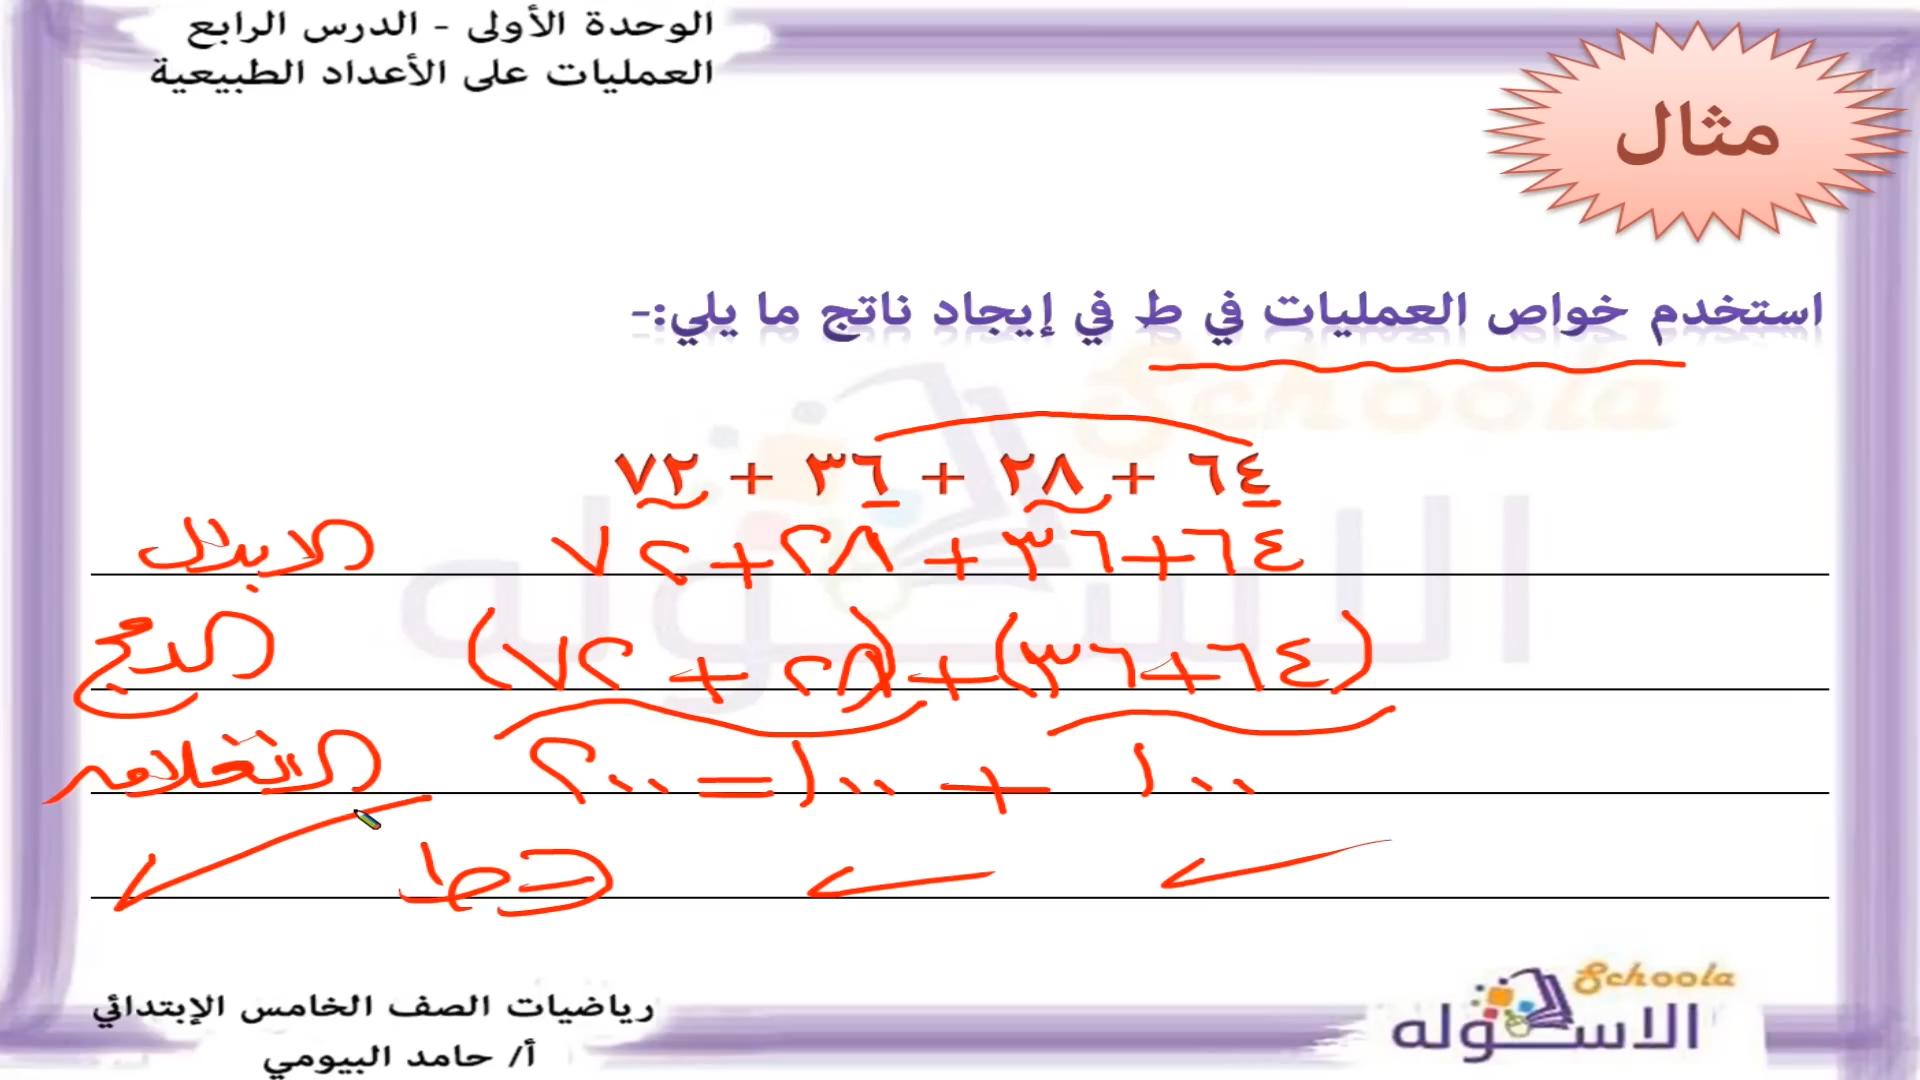 الوحدة الأولى - الدرس الرابع
العمليات على الأعداد الطبيعية
مثال
استخدم خواص العمليات في ط في إيجاد ناتج ما يلي:-
٧٢ + ٣٦ + ٢٨ + ٦٤
٧٢ + ٢٨ + ٣٦ + ٦٤ الابدال
(٧٢ + ٢٨) + (٣٦ + ٦٤) الدمج
٢٠٠ = ١٠٠ + ١٠٠ الانغلاق
∋ ط
رياضيات الصف الخامس الإبتدائي
أ/ حامد البيومي
Schoola
الاسكوله